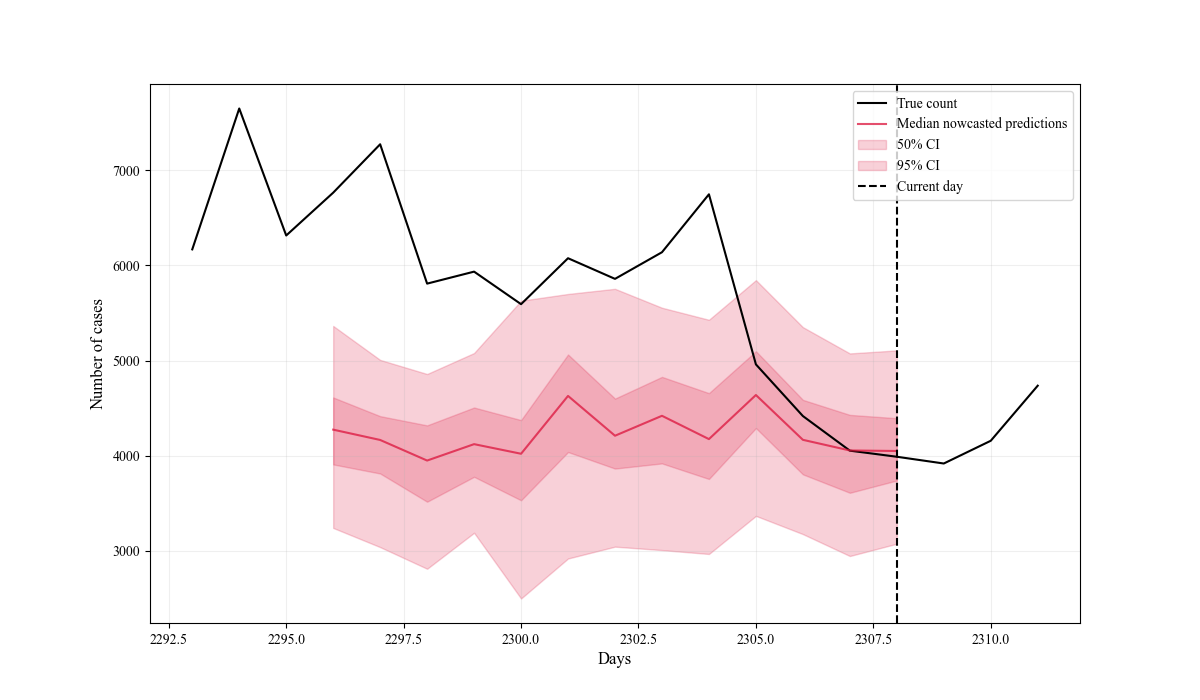 True count
Median nowcasted predictions
50% CI
95% CI
Current day
7000
6000
5000
4000
3000
Number of cases
2292.5 2295.0 2297.5 2300.0 2302.5 2305.0 2307.5 2310.0
Days